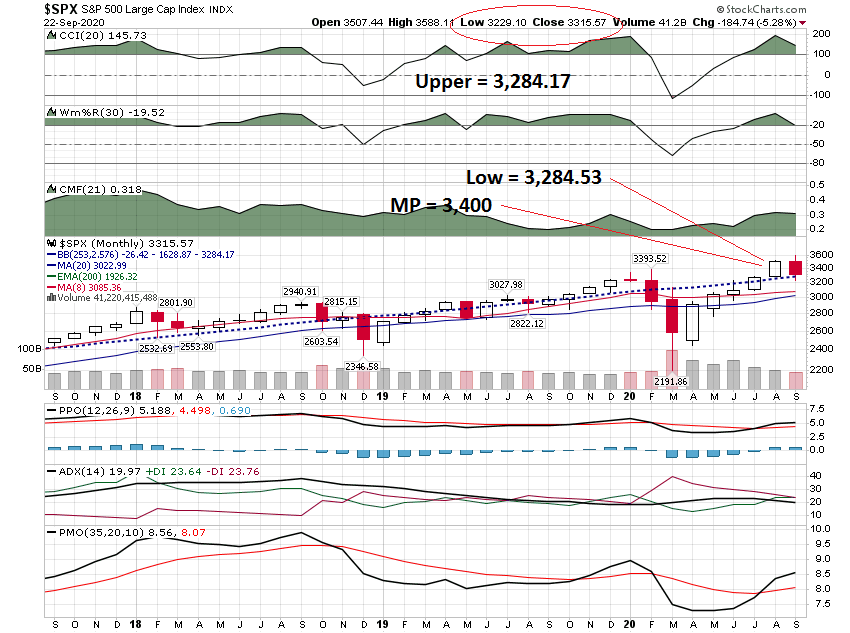 $SPX S&P 500 Large Cap Index INDX
© StockCharts.com
22-Sep-2020
Open 3507.44 High 3588.11 Low 3229.10 Close 3315.57 Volume 41.2B Chg -184.74 (-5.28%)
CCI(20) 145.73
200
100
0
-100
Upper = 3,284.17
Wm%R(30) -19.52
-20
-50
-80
Low = 3,284.53
MP = 3,400
CMF(21) 0.318
0.5
0.4
0.3
0.2
$SPX (Monthly) 3315.57
BB(253,2.576) -26.42 - 1628.87 - 3284.17
MA(20) 3022.99
EMA(200) 1926.32
MA(8) 3085.36
Volume 41,220,415,488
3600
3400
3200
3000
2800
2600
2400
2200
100B
50B
2532.69
2801.90
2553.80
2940.91
2603.54
2815.15
2346.58
3027.98
2822.12
3393.52
2191.86
S O N D 18 F M A M J J A S O N D 19 F M A M J J A S O N D 20 F M A M J J A S
PPO(12,26,9) 5.188, 4.498, 0.690
7.5
5.0
2.5
0.0
ADX(14) 19.97 +DI 23.64 -DI 23.76
40
30
20
10
PMO(35,20,10) 8.56, 8.07
10.0
9.5
9.0
8.5
8.0
7.5
S O N D 18 F M A M J J A S O N D 19 F M A M J J A S O N D 20 F M A M J J A S